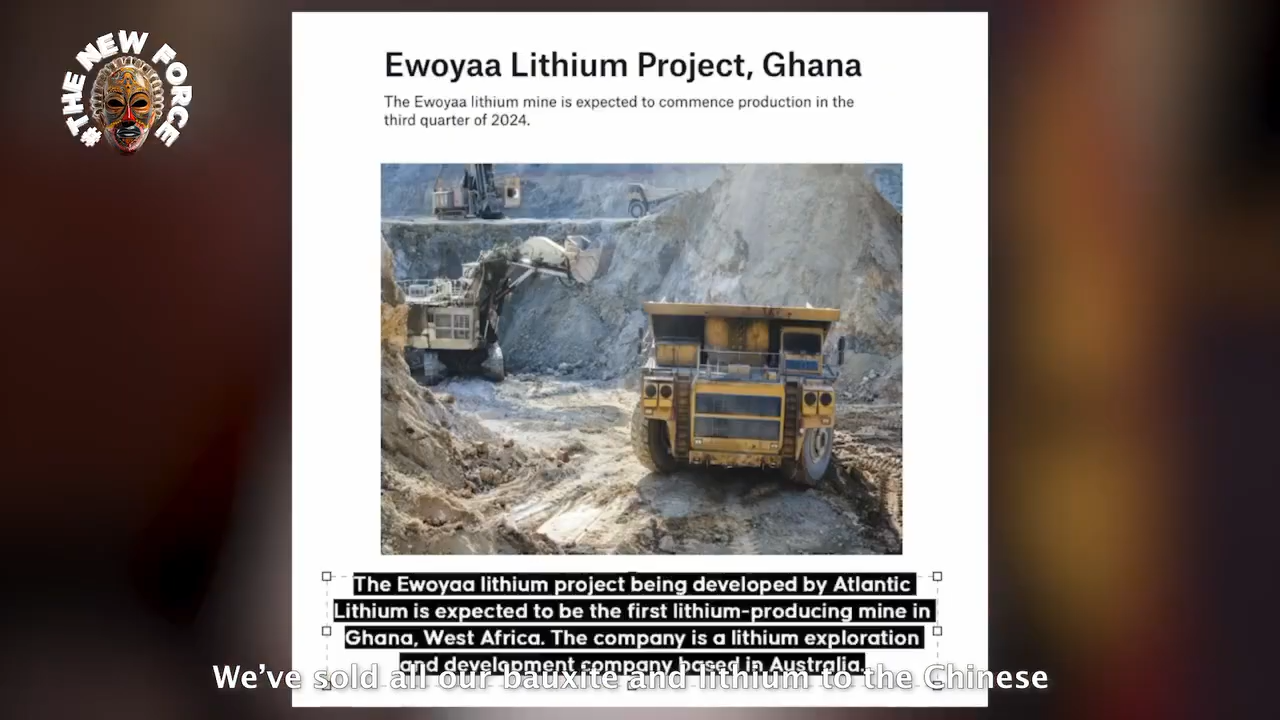 #THE NEW FORCE
Ewoyaa Lithium Project, Ghana
The Ewoyaa lithium mine is expected to commence production in the
third quarter of 2024.
The Ewoyaa lithium project being developed by Atlantic
Lithium is expected to be the first lithium-producing mine in
Ghana, West Africa. The company is a lithium exploration
and development company based in Australia.
We've sold all our bauxite and lithium to the Chinese